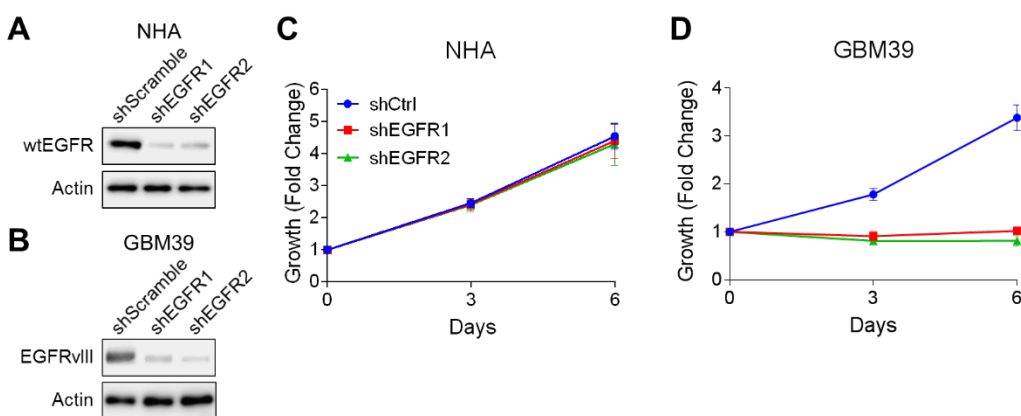 A
NHA
shScramble
shEGFR1
shEGFR2
wtEGFR
Actin
B
GBM39
shScramble
shEGFR1
shEGFR2
EGFRvIII
Actin
C
NHA
Growth (Fold Change)
6
5
4
3
2
1
0
shCtrl
shEGFR1
shEGFR2
0 3 6
Days
D
GBM39
Growth (Fold Change)
4
3
2
1
0
0 3 6
Days